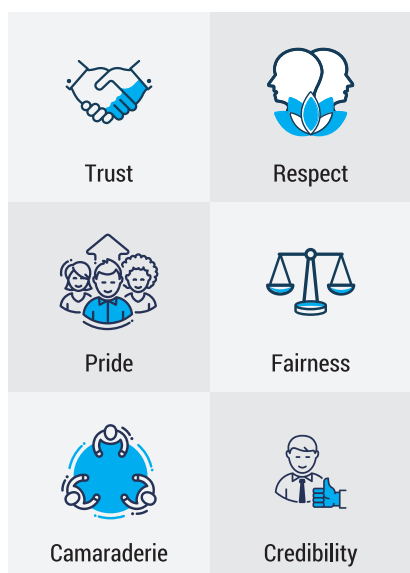 Trust
Respect
Pride
Fairness
Camaraderie
Credibility